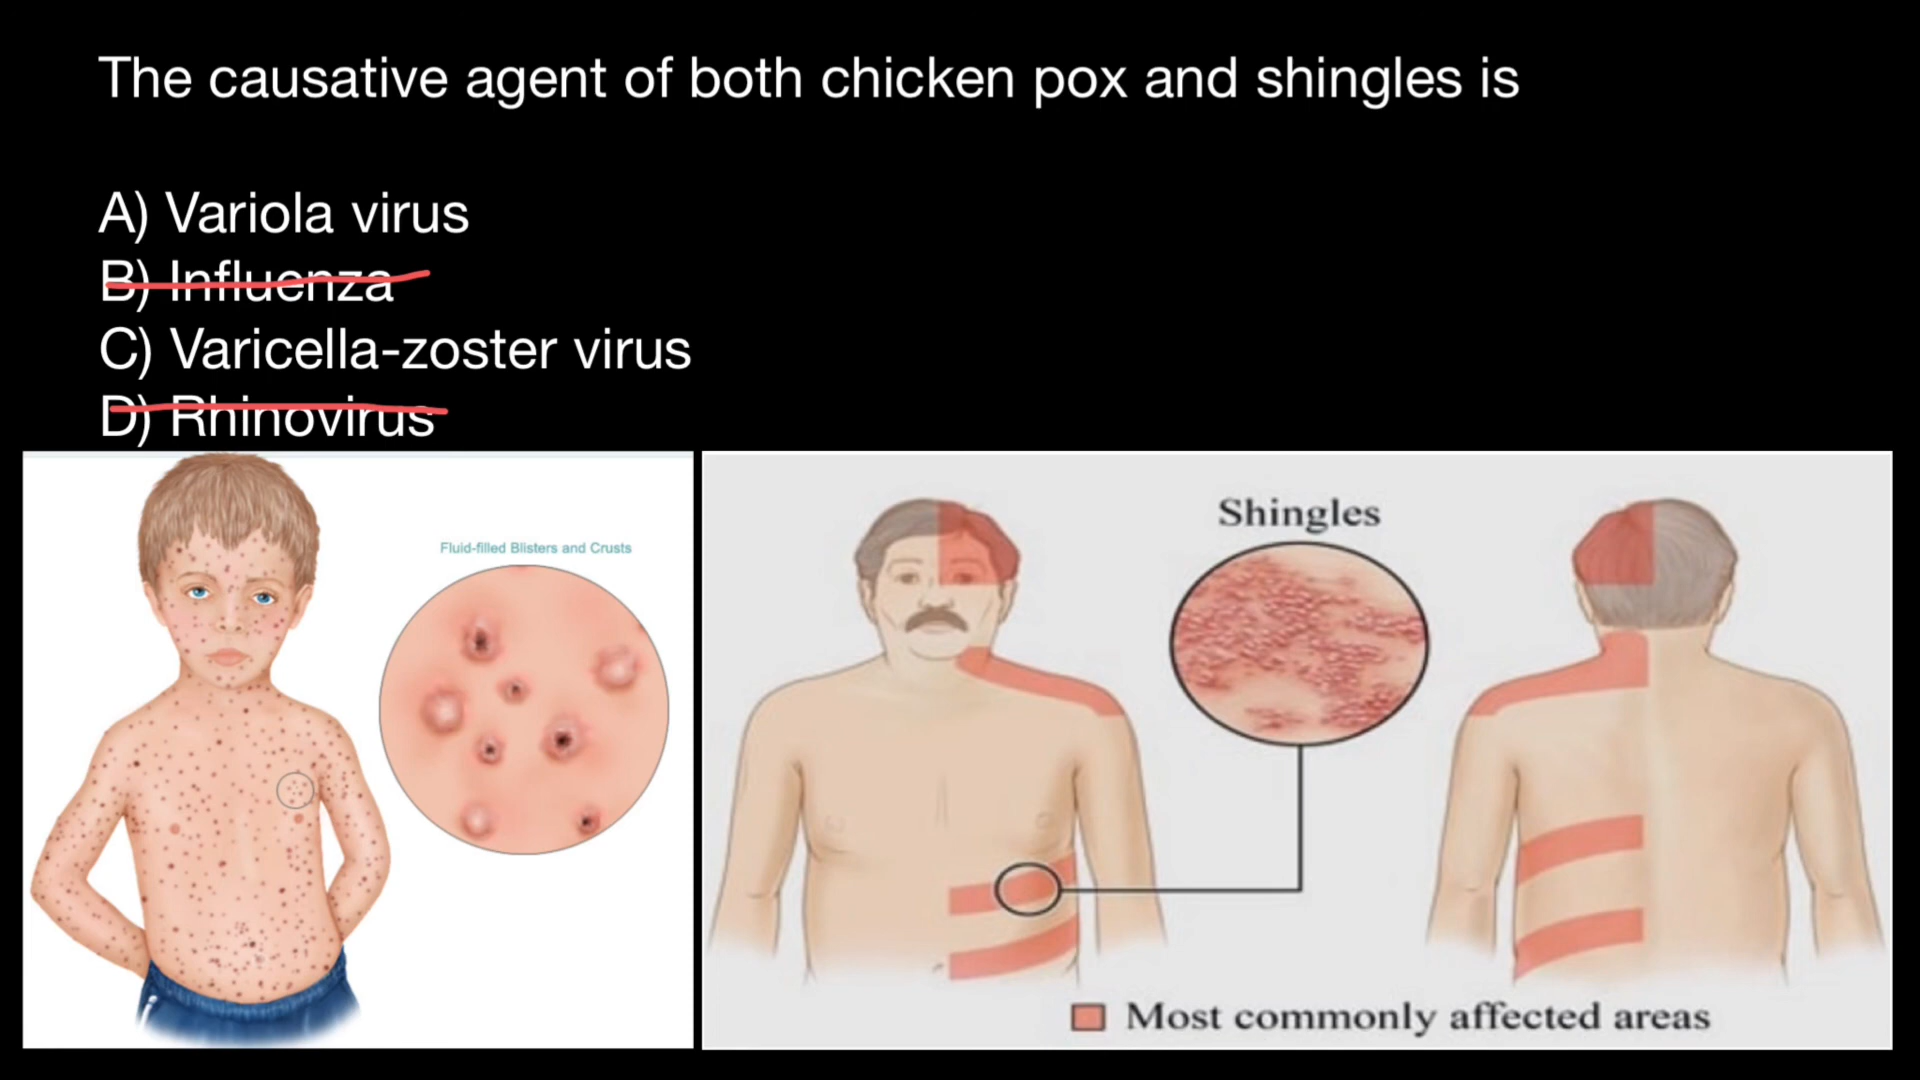 The causative agent of both chicken pox and shingles is
A) Variola virus
B) Influenza
C) Varicella-zoster virus
D) Rhinovirus
Fluid-filled Blisters and Crusts
Shingles
Most commonly affected areas